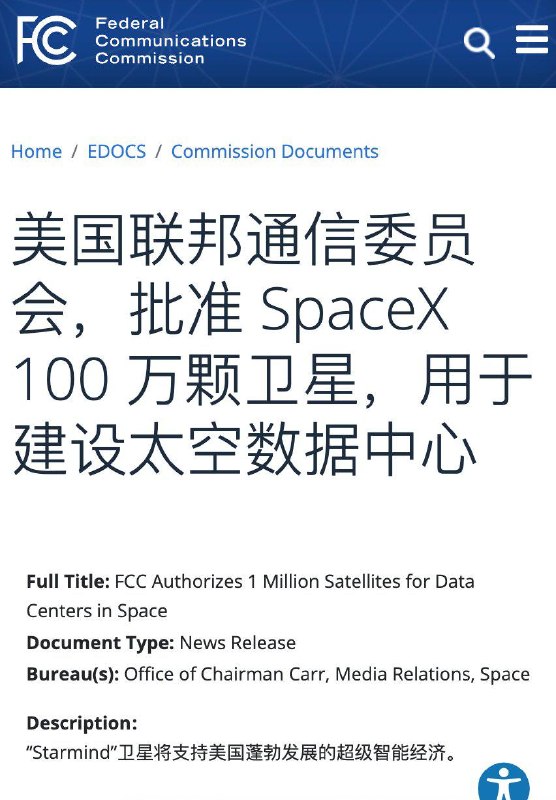 FCC
Federal
Communications
Commission
Home / EDOCS / Commission Documents
美国联邦通信委员
会，批准 SpaceX
100 万颗卫星，用于
建设太空数据中心
Full Title: FCC Authorizes 1 Million Satellites for Data
Centers in Space
Document Type: News Release
Bureau(s): Office of Chairman Carr, Media Relations, Space
Description:
“Starmind”卫星将支持美国蓬勃发展的超级智能经济。